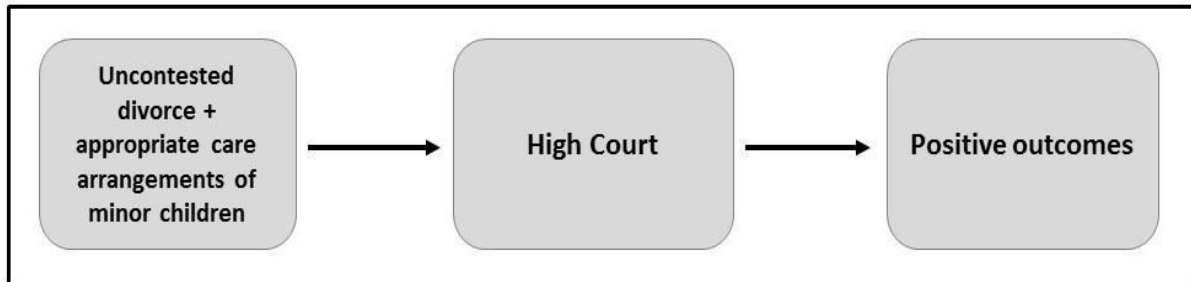 Uncontested
divorce +
appropriate care
arrangements of
minor children
High Court
Positive outcomes